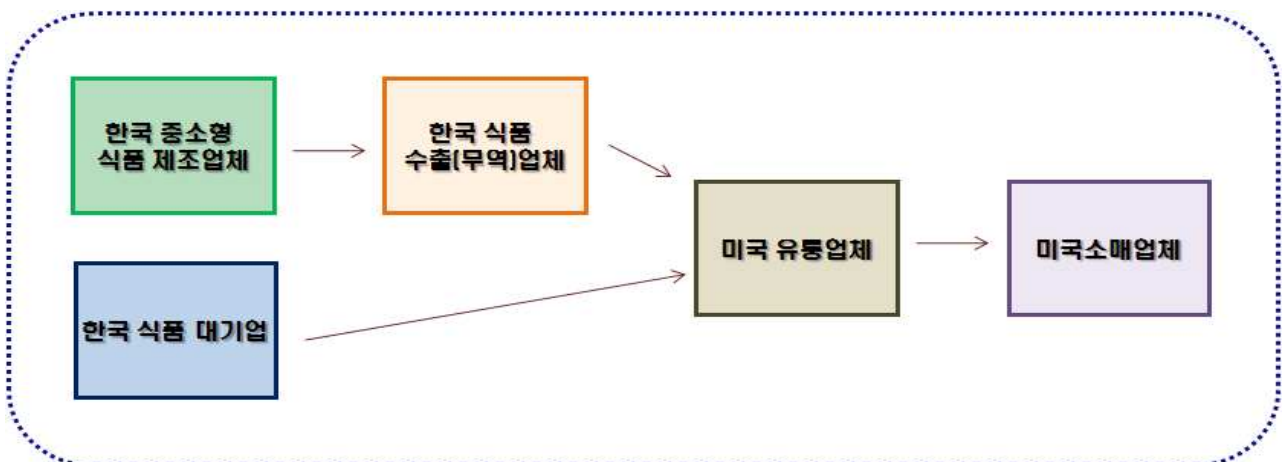 한국 중소형
식품 제조업체
한국 식품
수출(무역)업체
미국 유통업체
미국소매업체
한국 식품 대기업